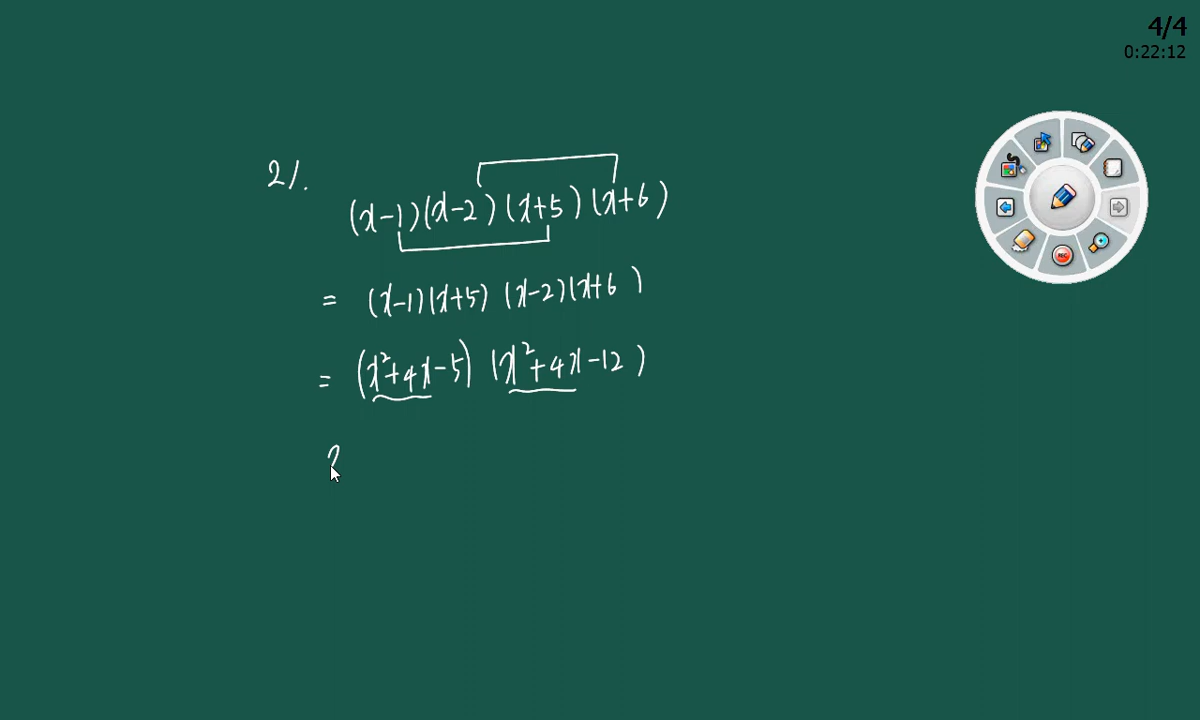 4/4
0:22:12
21.
(x-1)(x-2)(x+5)(x+6)
= (x-1)(x+5)(x-2)(x+6)
= (x²+4x-5)(x²+4x-12)
REC